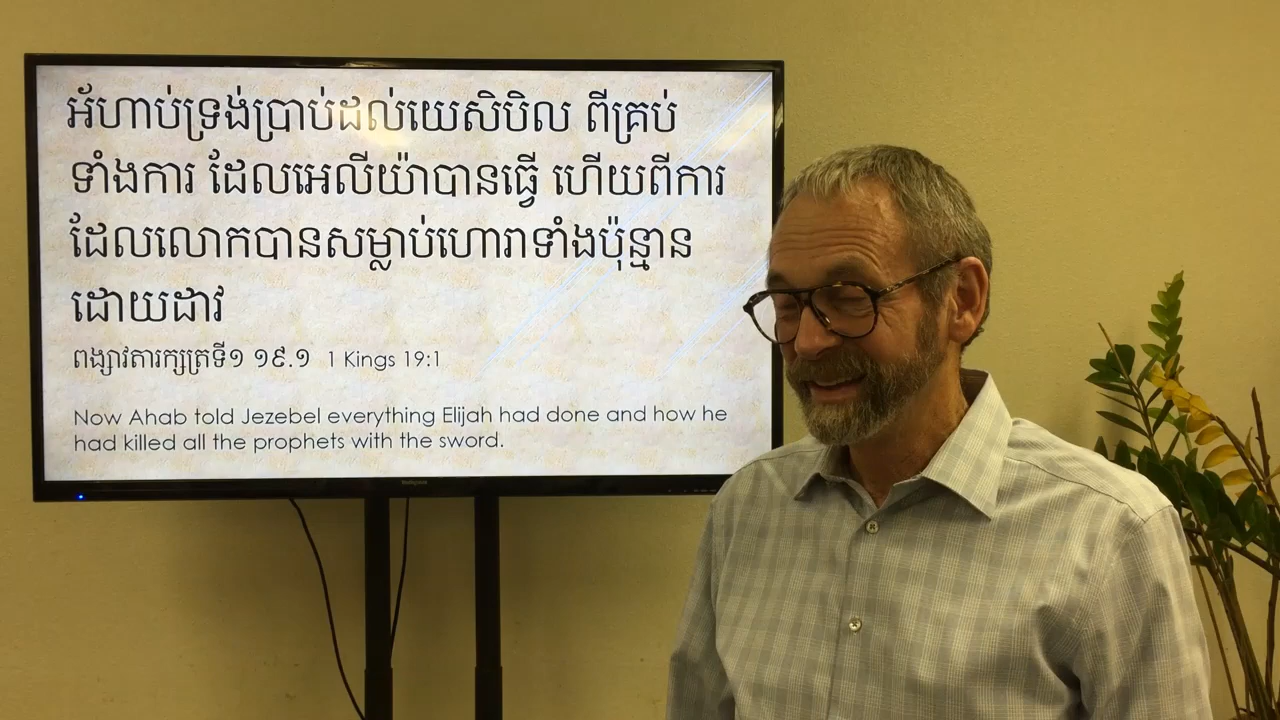 អ័ហាប់ទ្រង់ប្រាប់ដល់យេសិបិល ពីគ្រប់
ទាំងការ ដែលអេលីយ៉ាបានធ្វើ ហើយពីការ
ដែលលោកបានសម្លាប់ហោរាទាំងប៉ុន្មាន
ដោយដាវ
ពង្សាវតារក្សត្រទី១ ១៩.១ 1 Kings 19:1
Now Ahab told Jezebel everything Elijah had done and how he
had killed all the prophets with the sword.